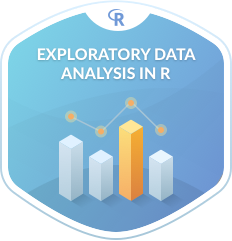 R
EXPLORATORY DATA
ANALYSIS IN R